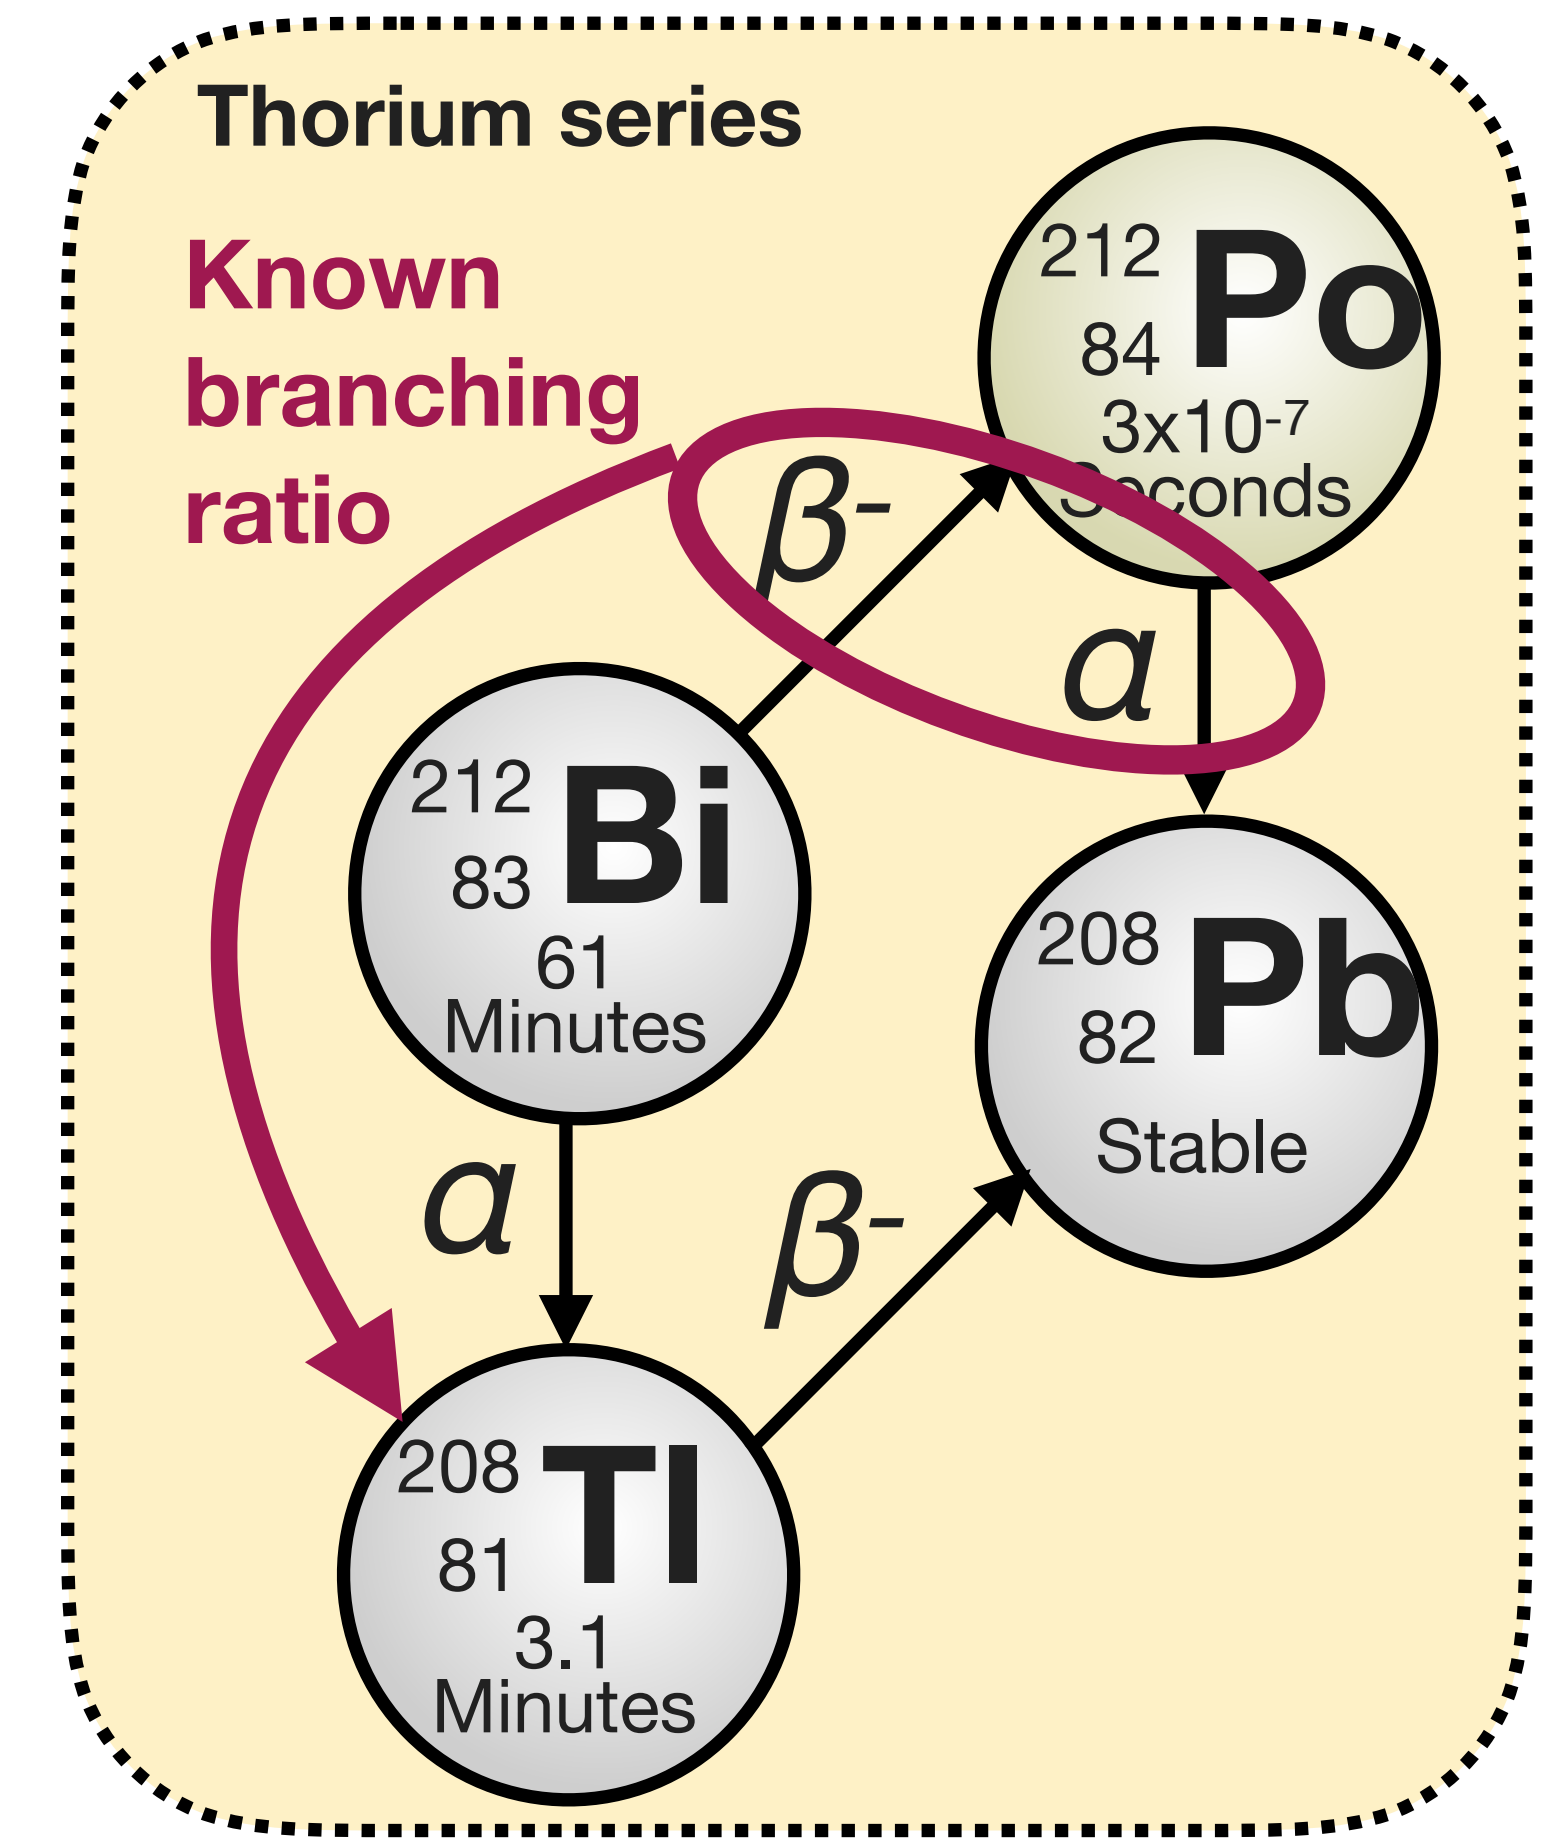 Thorium series
Known
branching
ratio
212
84
Po
3x10⁻⁷
Seconds
β-
α
212
83
Bi
61
Minutes
208
82
Pb
Stable
α
β-
208
81
Tl
3.1
Minutes